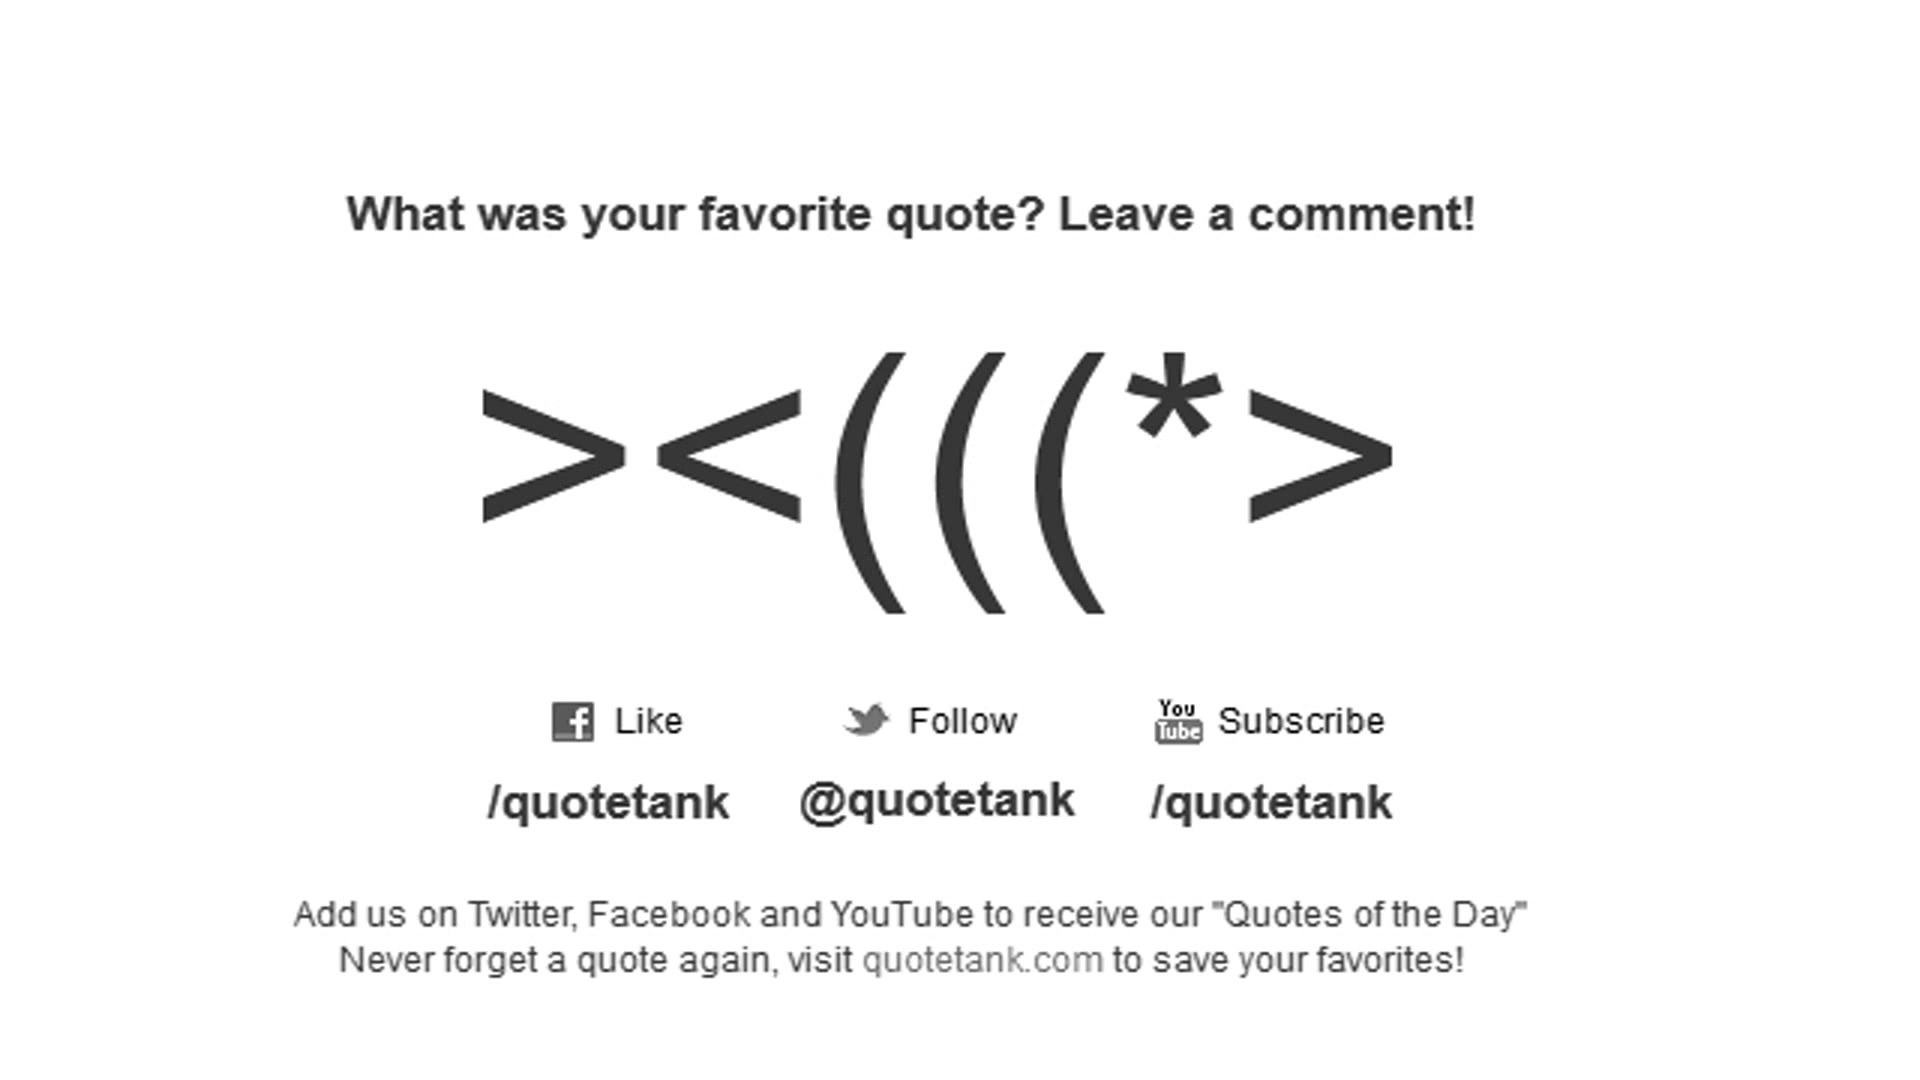 What was your favorite quote? Leave a comment!
><(((*>
f Like
Follow
You Tube Subscribe
/quotetank
@quotetank
/quotetank
Add us on Twitter, Facebook and YouTube to receive our "Quotes of the Day"
Never forget a quote again, visit quotetank.com to save your favorites!